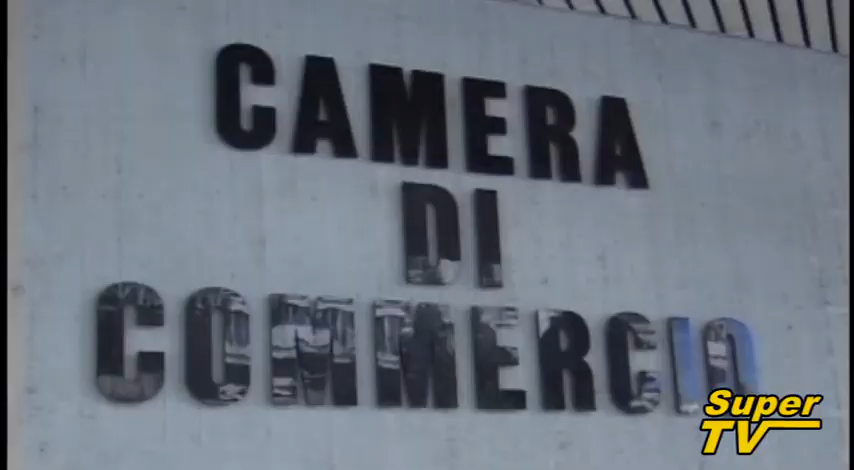 CAMERA
DI
COMMERCIO
Super
TV